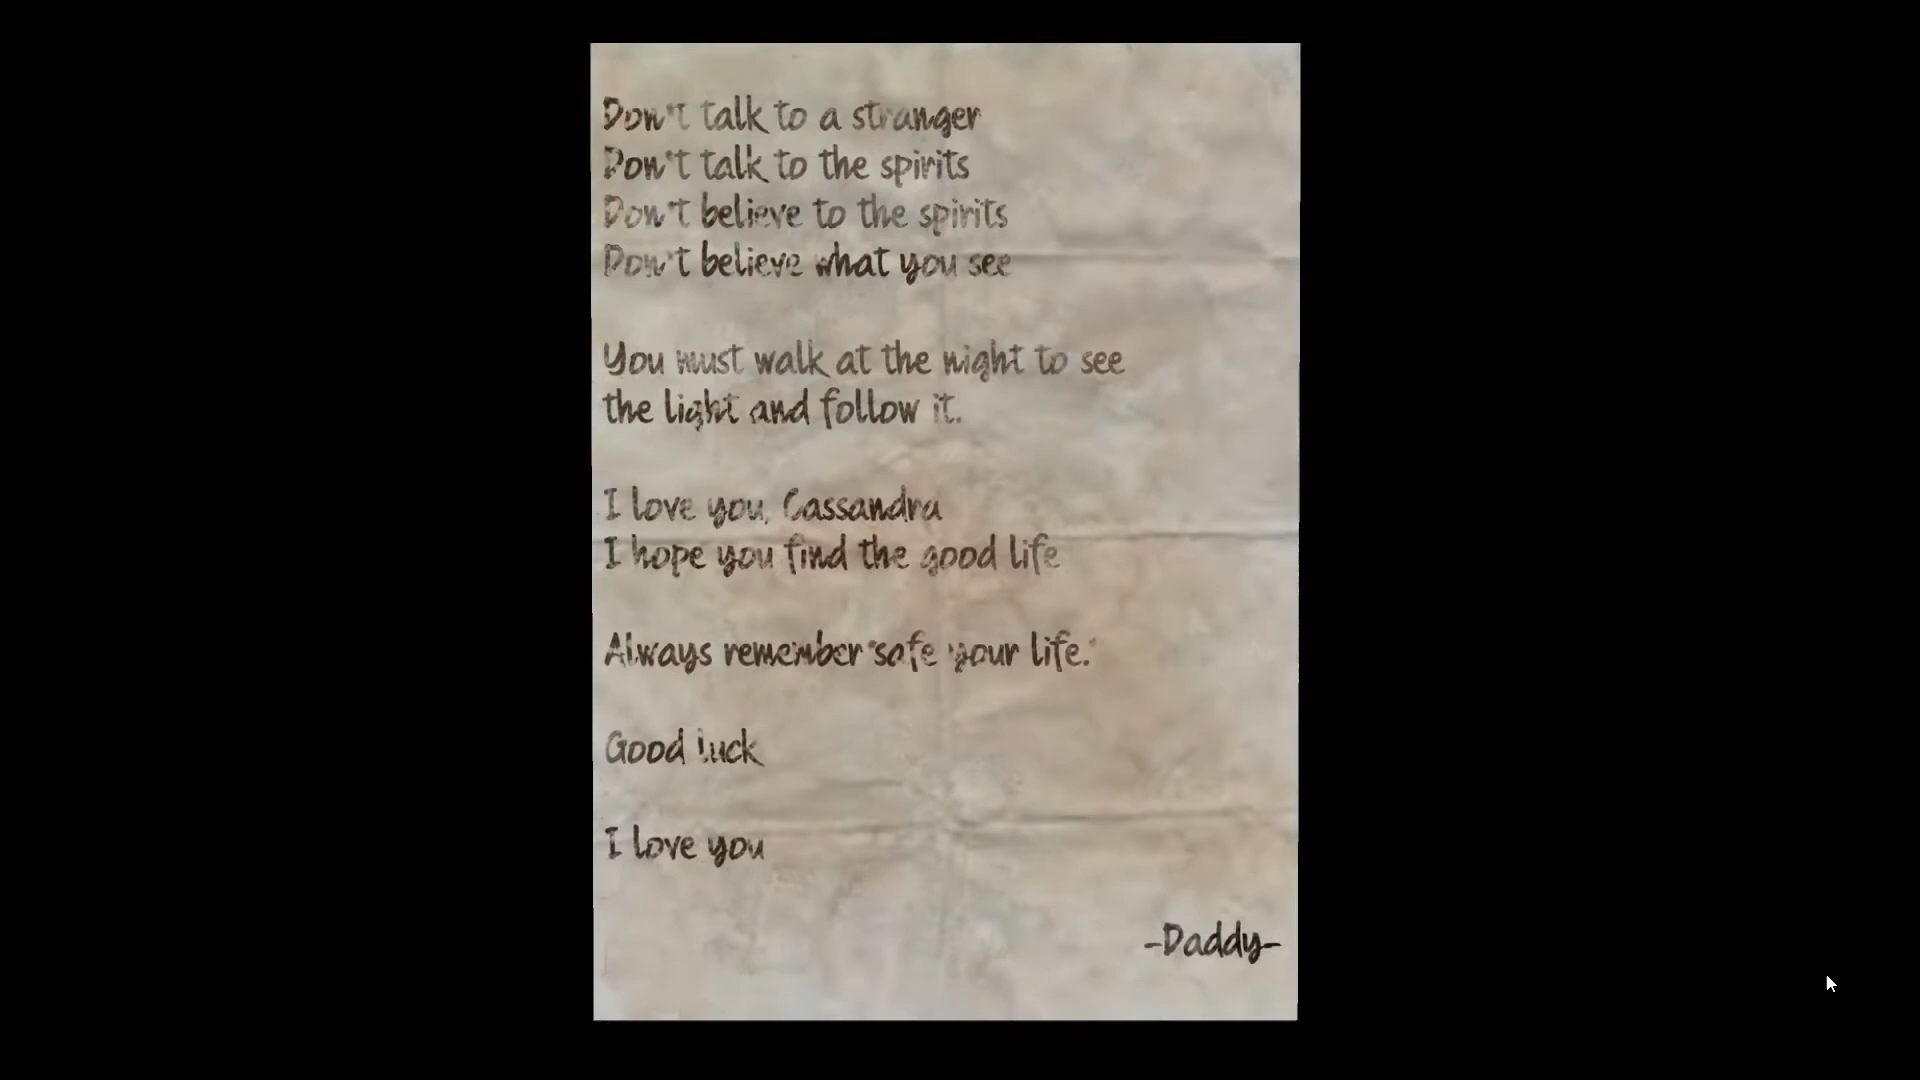 Don't talk to a stranger
Don't talk to the spirits
Don't believe to the spirits
Don't believe what you see
You must walk at the night to see
the light and follow it.
I love you, Cassandra
I hope you find the good life
Always remember "safe your life."
Good luck
I love you
-Daddy-